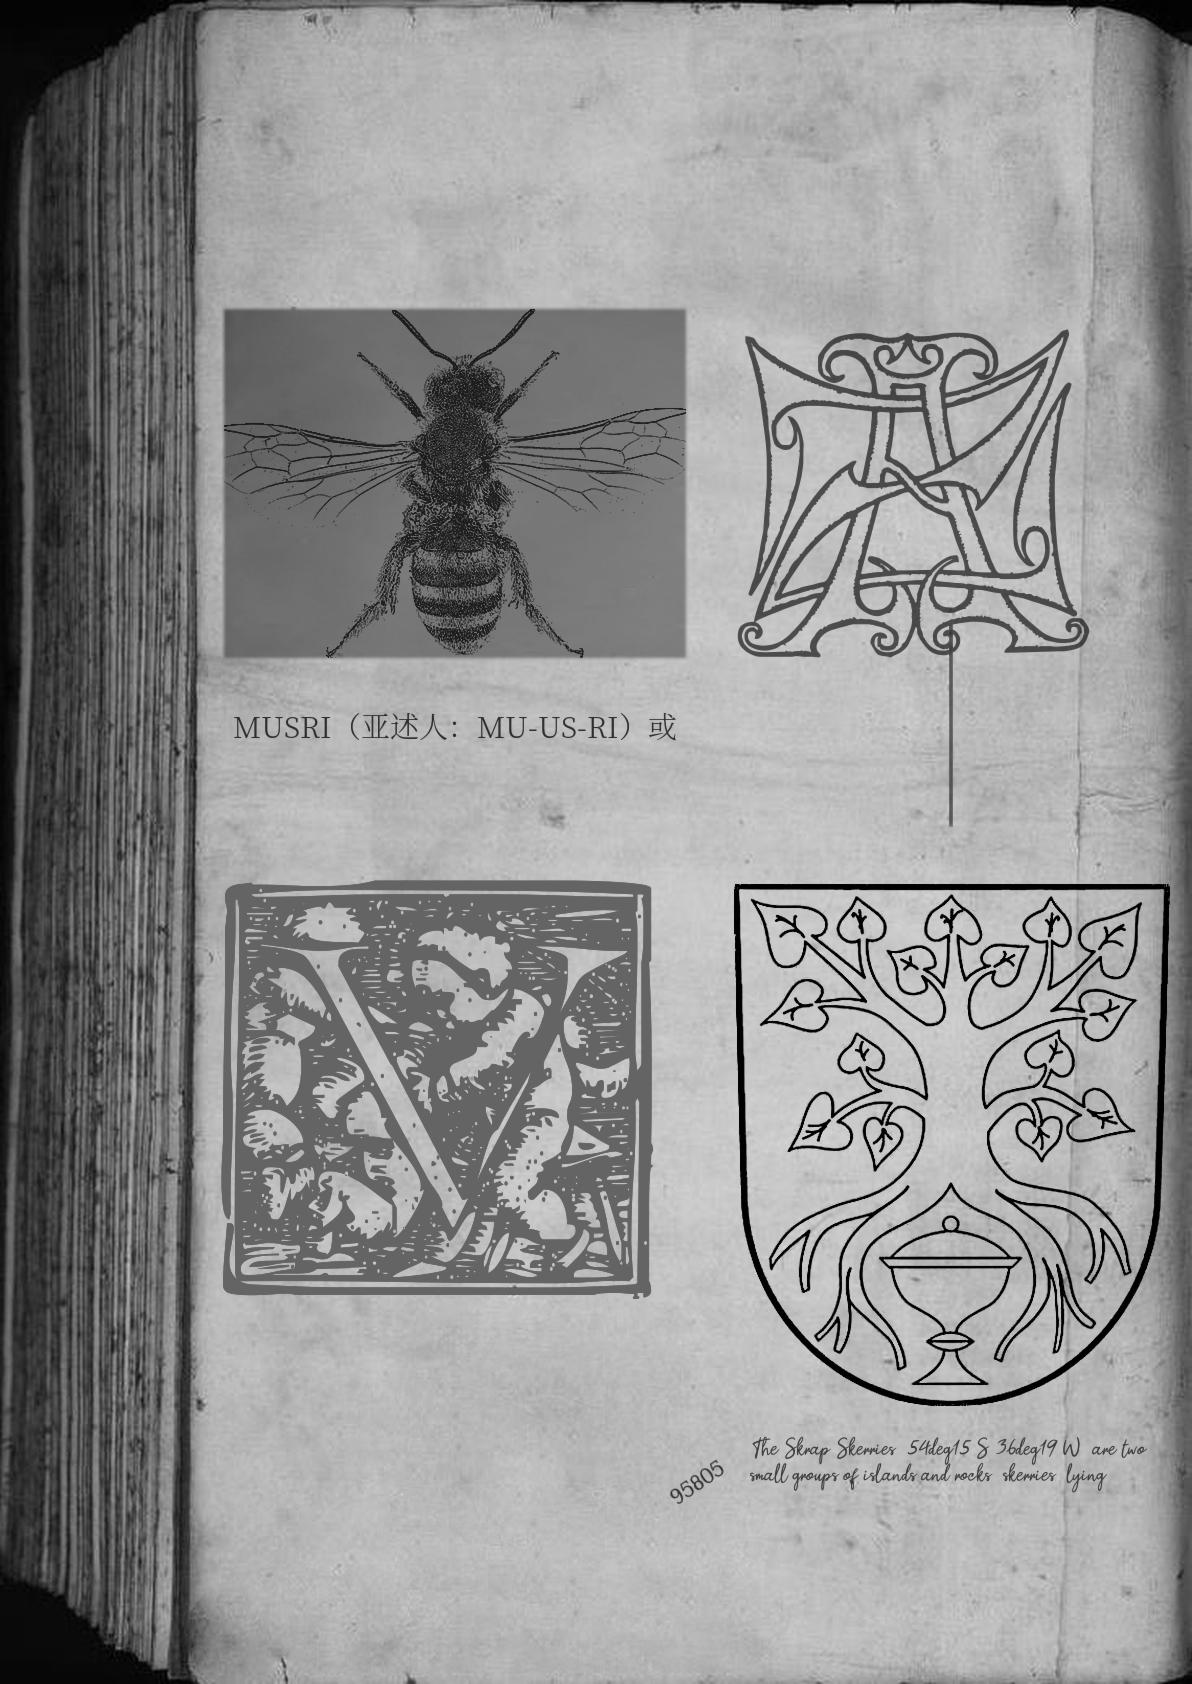 MUSRI（亚述人：MU-US-RI）或
V
The Skrap Skerries 54deg15 S 36deg19 W are two
small groups of islands and rocks skerries lying
95805